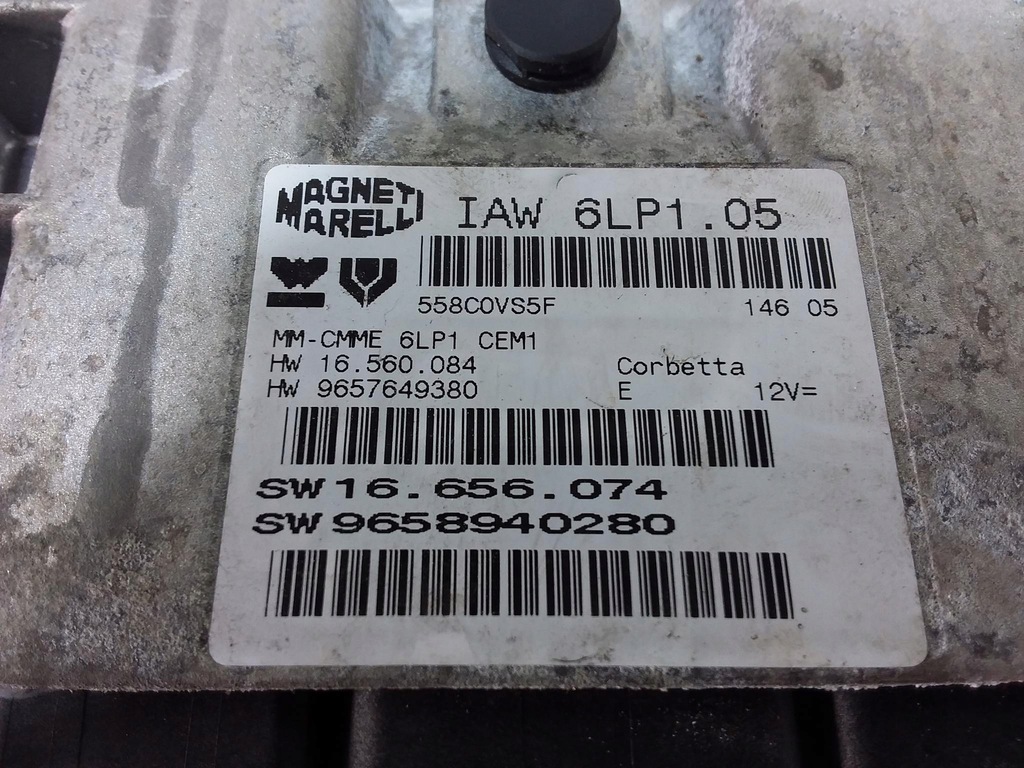 MAGNETI
MARELLI
IAW 6LP1.05
558C0VS5F 146 05
MM-CMME 6LP1 CEM1
HW 16.560.084 Corbetta
HW 9657649380 E 12V=
SW 16.656.074
SW 9658940280